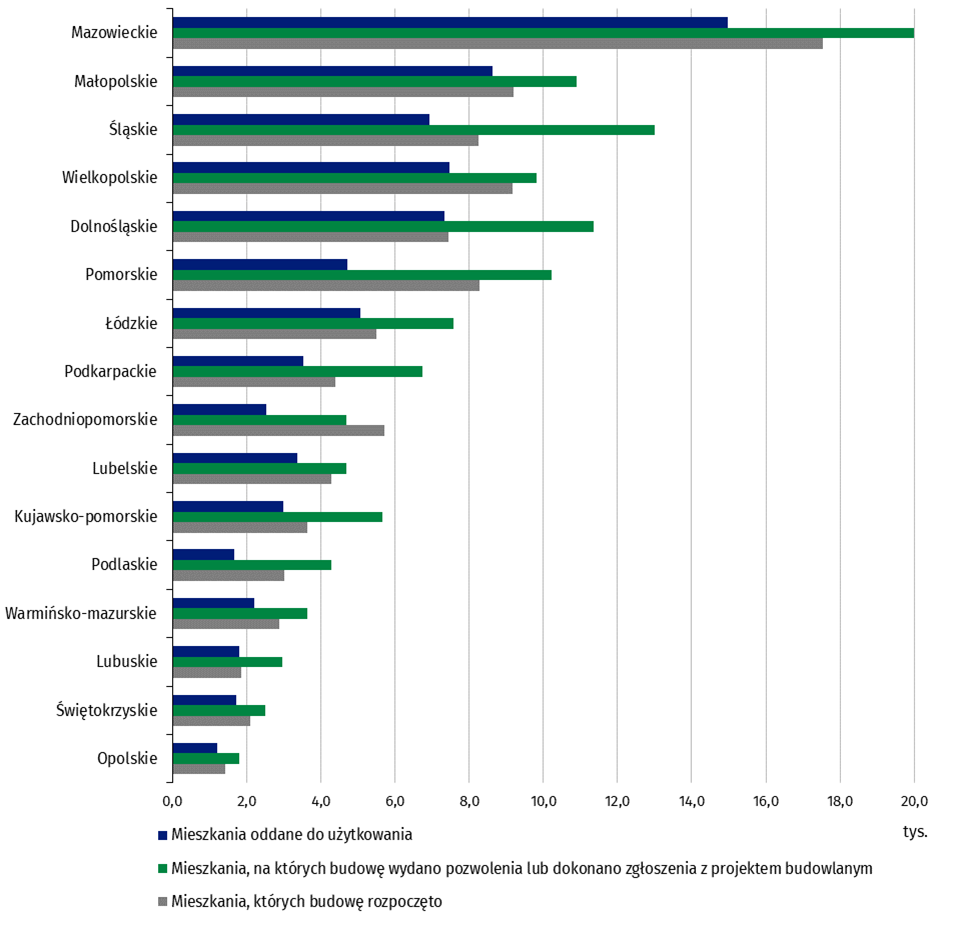 Mazowieckie
Małopolskie
Śląskie
Wielkopolskie
Dolnośląskie
Pomorskie
Łódzkie
Podkarpackie
Zachodniopomorskie
Lubelskie
Kujawsko-pomorskie
Podlaskie
Warmińsko-mazurskie
Lubuskie
Świętokrzyskie
Opolskie
0,0 2,0 4,0 6,0 8,0 10,0 12,0 14,0 16,0 18,0 20,0
tys.
Mieszkania oddane do użytkowania
Mieszkania, na których budowę wydano pozwolenia lub dokonano zgłoszenia z projektem budowlanym
Mieszkania, których budowę rozpoczęto